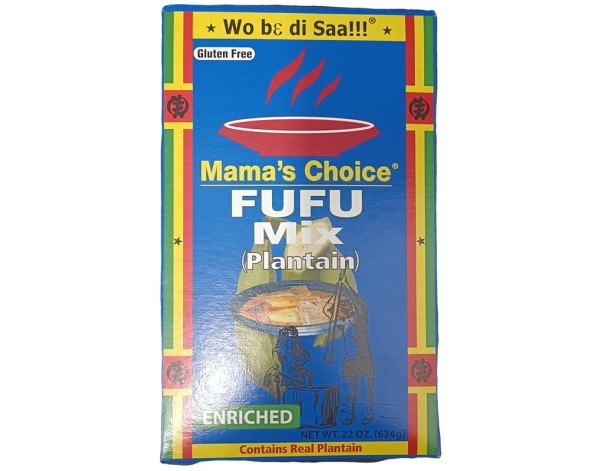 ★ Wo bɛ di Saa!!!® ★
Gluten Free
Mama's Choice®
FUFU
Mix
(Plantain)
ENRICHED
NET WT. 22 OZ. (624g)
Contains Real Plantain